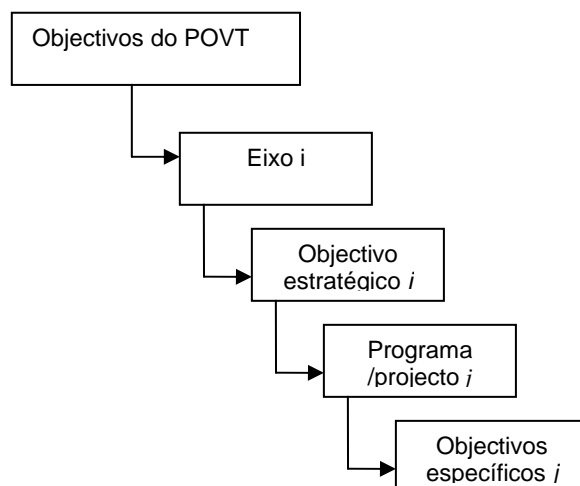 Objectivos do POVT
Eixo i
Objectivo
estratégico i
Programa
/projecto j
Objectivos
específicos j